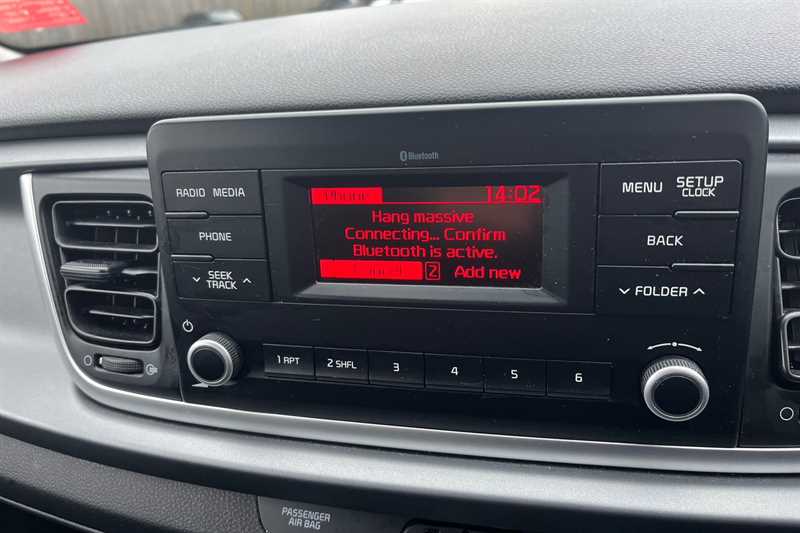 Bluetooth
RADIO MEDIA
PHONE
SEEK
TRACK
Phone
14:02
Hang massive
Connecting... Confirm
Bluetooth is active.
Cancel
2 Add new
MENU
SETUP
CLOCK
BACK
FOLDER
1 RPT
2 SHFL
3
4
5
6
PASSENGER
AIR BAG